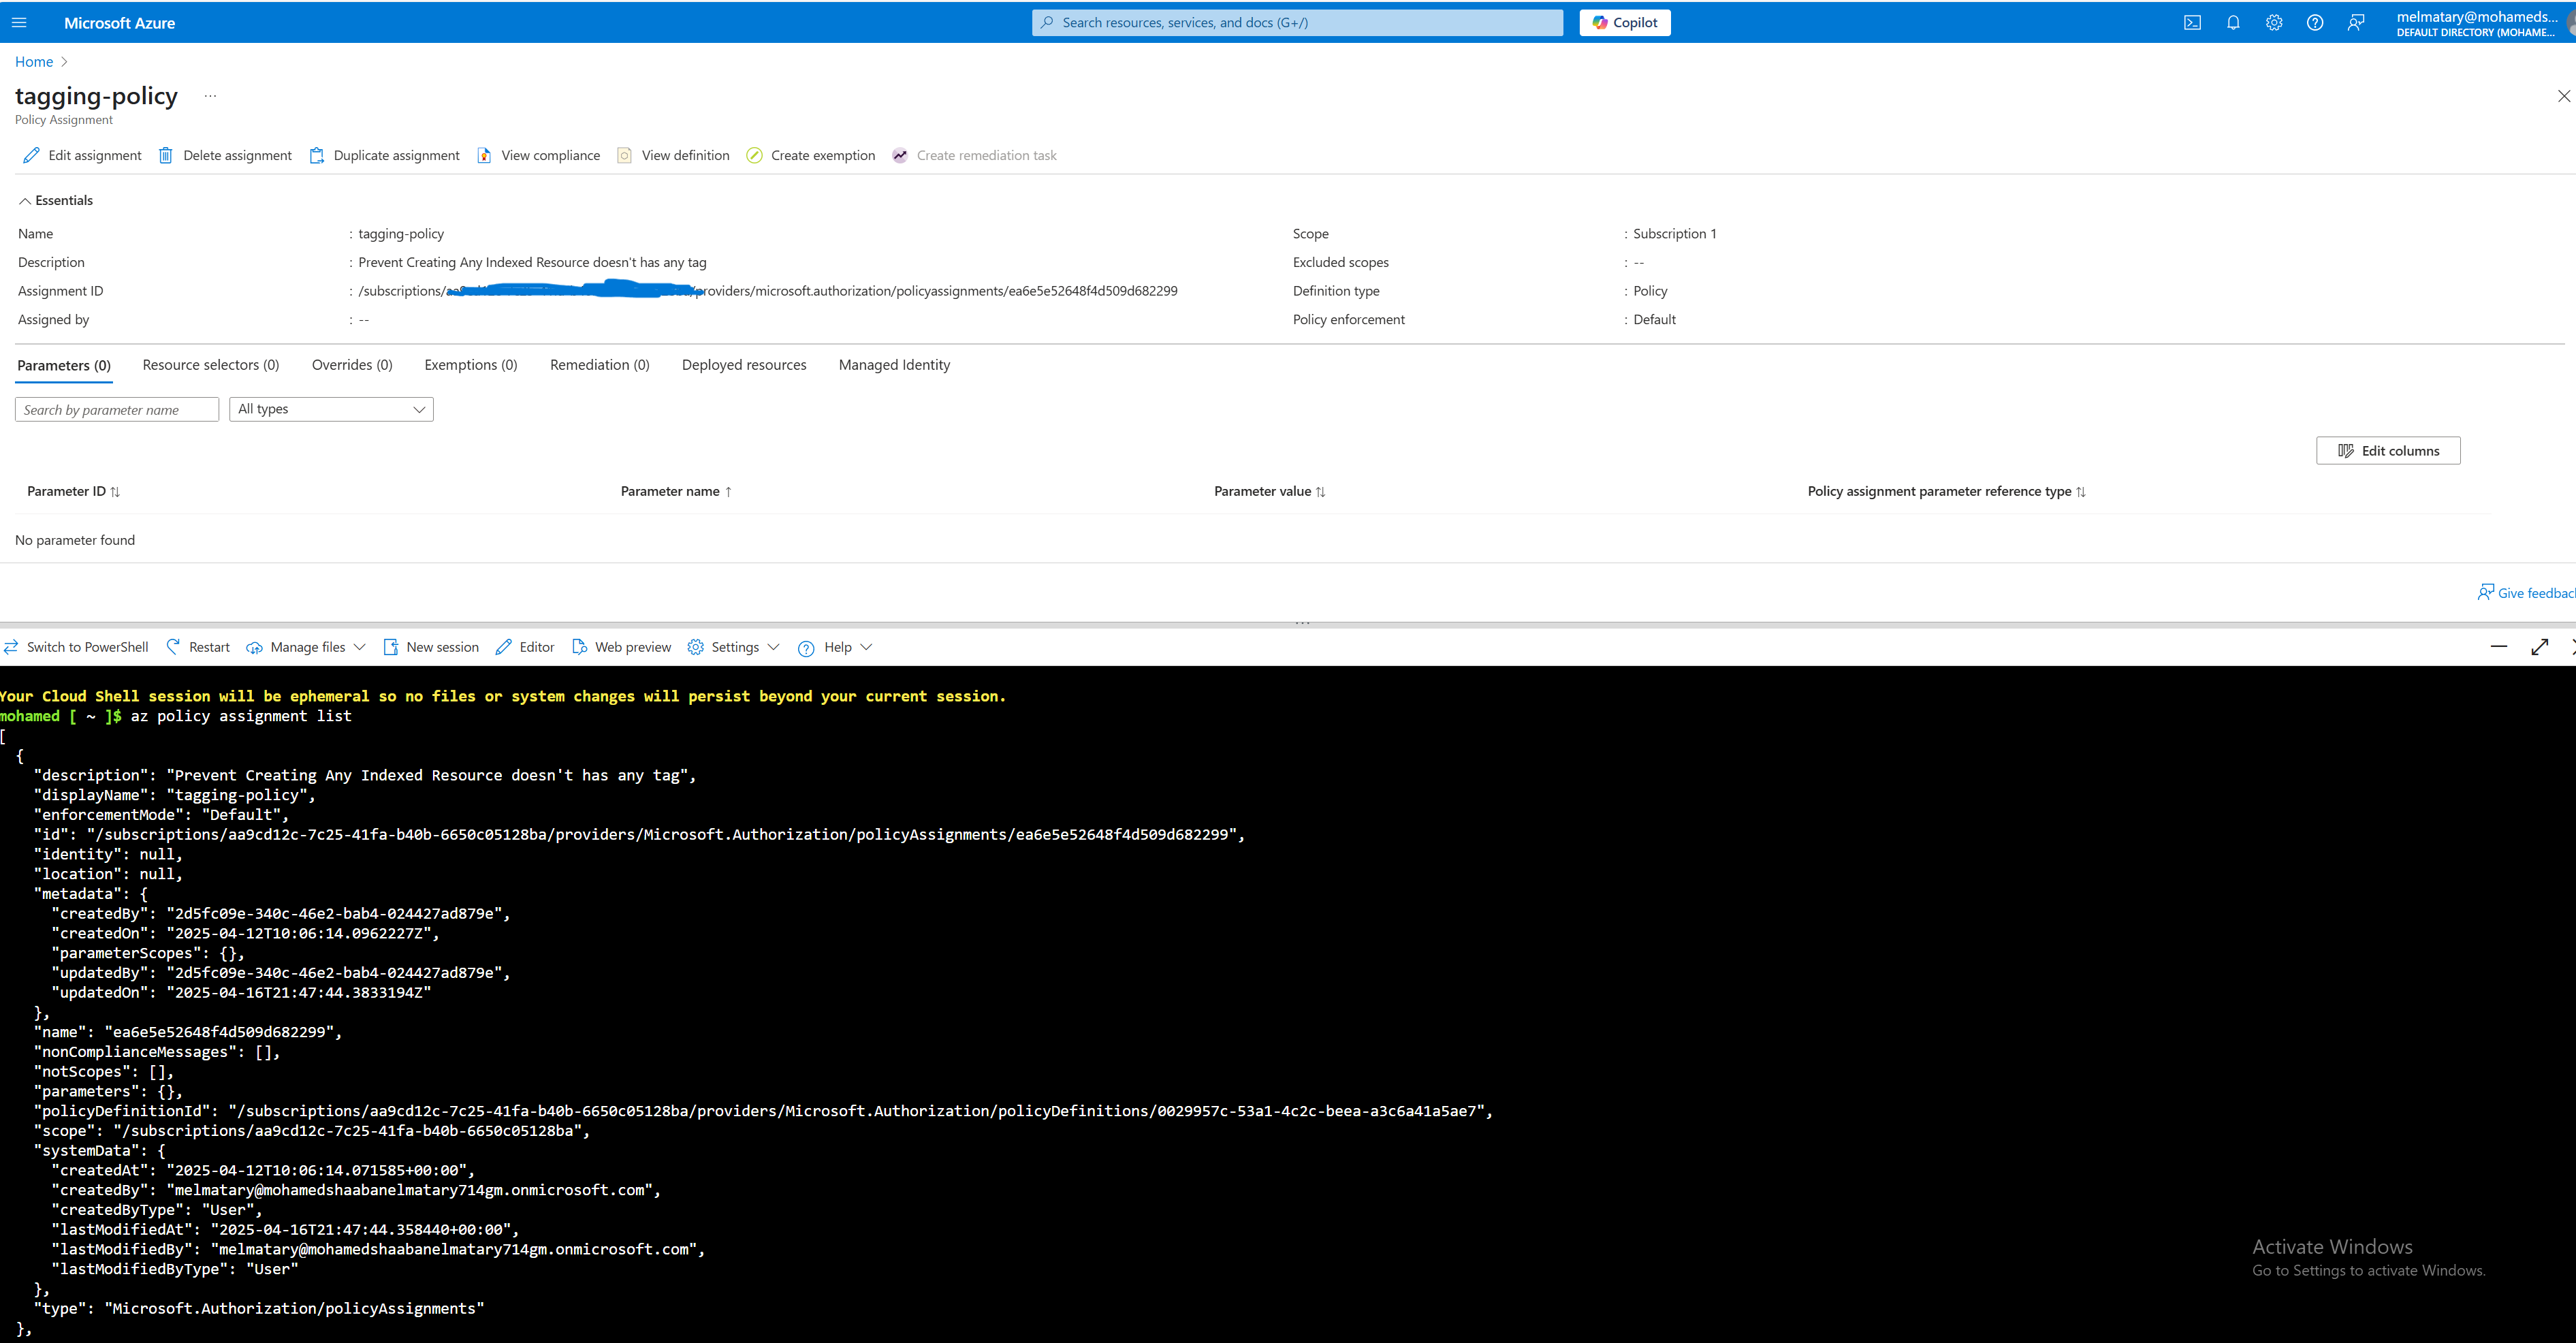 Microsoft Azure
Search resources, services, and docs (G+/)
Copilot
melmatary@mohameds...
DEFAULT DIRECTORY (MOHAME...
Home >
tagging-policy ...
Policy Assignment
Edit assignment Delete assignment Duplicate assignment View compliance View definition Create exemption Create remediation task
Essentials
Name : tagging-policy
Scope : Subscription 1
Description : Prevent Creating Any Indexed Resource doesn't has any tag
Excluded scopes : --
Assignment ID : /subscriptions/ providers/microsoft.authorization/policyassignments/ea6e5e52648f4d509d682299
Definition type : Policy
Assigned by : --
Policy enforcement : Default
Parameters (0) Resource selectors (0) Overrides (0) Exemptions (0) Remediation (0) Deployed resources Managed Identity
Search by parameter name All types
Edit columns
Parameter ID ↑↓ Parameter name ↑ Parameter value ↑↓ Policy assignment parameter reference type ↑↓
No parameter found
Give feedbac
Switch to PowerShell Restart Manage files New session Editor Web preview Settings Help
Your Cloud Shell session will be ephemeral so no files or system changes will persist beyond your current session.
mohamed [ ~ ]$ az policy assignment list
[
{
"description": "Prevent Creating Any Indexed Resource doesn't has any tag",
"displayName": "tagging-policy",
"enforcementMode": "Default",
"id": "/subscriptions/aa9cd12c-7c25-41fa-b40b-6650c05128ba/providers/Microsoft.Authorization/policyAssignments/ea6e5e52648f4d509d682299",
"identity": null,
"location": null,
"metadata": {
"createdBy": "2d5fc09e-340c-46e2-bab4-024427ad879e",
"createdOn": "2025-04-12T10:06:14.0962227Z",
"parameterScopes": {},
"updatedBy": "2d5fc09e-340c-46e2-bab4-024427ad879e",
"updatedOn": "2025-04-16T21:47:44.3833194Z"
},
"name": "ea6e5e52648f4d509d682299",
"nonComplianceMessages": [],
"notScopes": [],
"parameters": {},
"policyDefinitionId": "/subscriptions/aa9cd12c-7c25-41fa-b40b-6650c05128ba/providers/Microsoft.Authorization/policyDefinitions/0029957c-53a1-4c2c-beea-a3c6a41a5ae7",
"scope": "/subscriptions/aa9cd12c-7c25-41fa-b40b-6650c05128ba",
"systemData": {
"createdAt": "2025-04-12T10:06:14.071585+00:00",
"createdBy": "melmatary@mohamedshaabanelmatary714gm.onmicrosoft.com",
"createdByType": "User",
"lastModifiedAt": "2025-04-16T21:47:44.358440+00:00",
"lastModifiedBy": "melmatary@mohamedshaabanelmatary714gm.onmicrosoft.com",
"lastModifiedByType": "User"
},
"type": "Microsoft.Authorization/policyAssignments"
},
Activate Windows
Go to Settings to activate Windows.